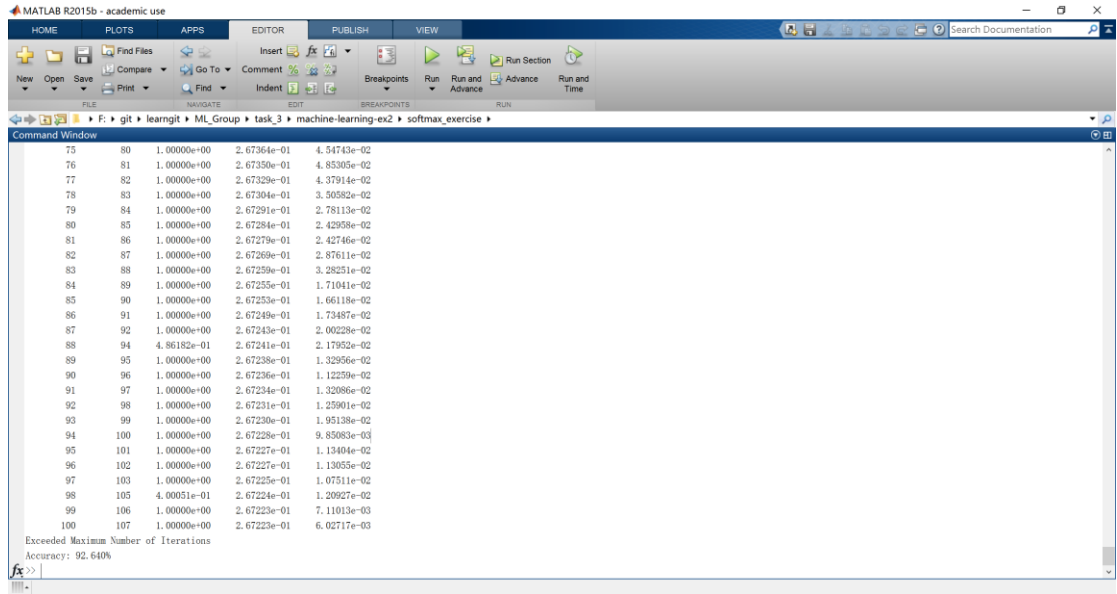 MATLAB R2015b - academic use
HOME PLOTS APPS EDITOR PUBLISH VIEW Search Documentation
New Open Save Find Files Compare Print Go To Find Insert fx Comment % Indent Breakpoints Run Run and Advance Run Section Advance Run and Time
FILE NAVIGATE EDIT BREAKPOINTS RUN
F: git learngit ML_Group task_3 machine-learning-ex2 softmax_exercise
Command Window
75 80 1.00000e+00 2.67364e-01 4.54743e-02
76 81 1.00000e+00 2.67350e-01 4.85305e-02
77 82 1.00000e+00 2.67329e-01 4.37914e-02
78 83 1.00000e+00 2.67304e-01 3.50582e-02
79 84 1.00000e+00 2.67291e-01 2.78113e-02
80 85 1.00000e+00 2.67284e-01 2.42958e-02
81 86 1.00000e+00 2.67279e-01 2.42746e-02
82 87 1.00000e+00 2.67269e-01 2.87611e-02
83 88 1.00000e+00 2.67259e-01 3.28251e-02
84 89 1.00000e+00 2.67255e-01 1.71041e-02
85 90 1.00000e+00 2.67253e-01 1.66118e-02
86 91 1.00000e+00 2.67249e-01 1.73487e-02
87 92 1.00000e+00 2.67243e-01 2.00228e-02
88 94 4.86182e-01 2.67241e-01 2.17952e-02
89 95 1.00000e+00 2.67238e-01 1.32956e-02
90 96 1.00000e+00 2.67236e-01 1.12259e-02
91 97 1.00000e+00 2.67234e-01 1.32086e-02
92 98 1.00000e+00 2.67231e-01 1.25901e-02
93 99 1.00000e+00 2.67230e-01 1.95138e-02
94 100 1.00000e+00 2.67228e-01 9.85083e-03
95 101 1.00000e+00 2.67227e-01 1.13404e-02
96 102 1.00000e+00 2.67227e-01 1.13055e-02
97 103 1.00000e+00 2.67225e-01 1.07511e-02
98 105 4.00051e-01 2.67224e-01 1.20927e-02
99 106 1.00000e+00 2.67223e-01 7.11013e-03
100 107 1.00000e+00 2.67223e-01 6.02717e-03
Exceeded Maximum Number of Iterations
Accuracy: 92.640%
fx >>